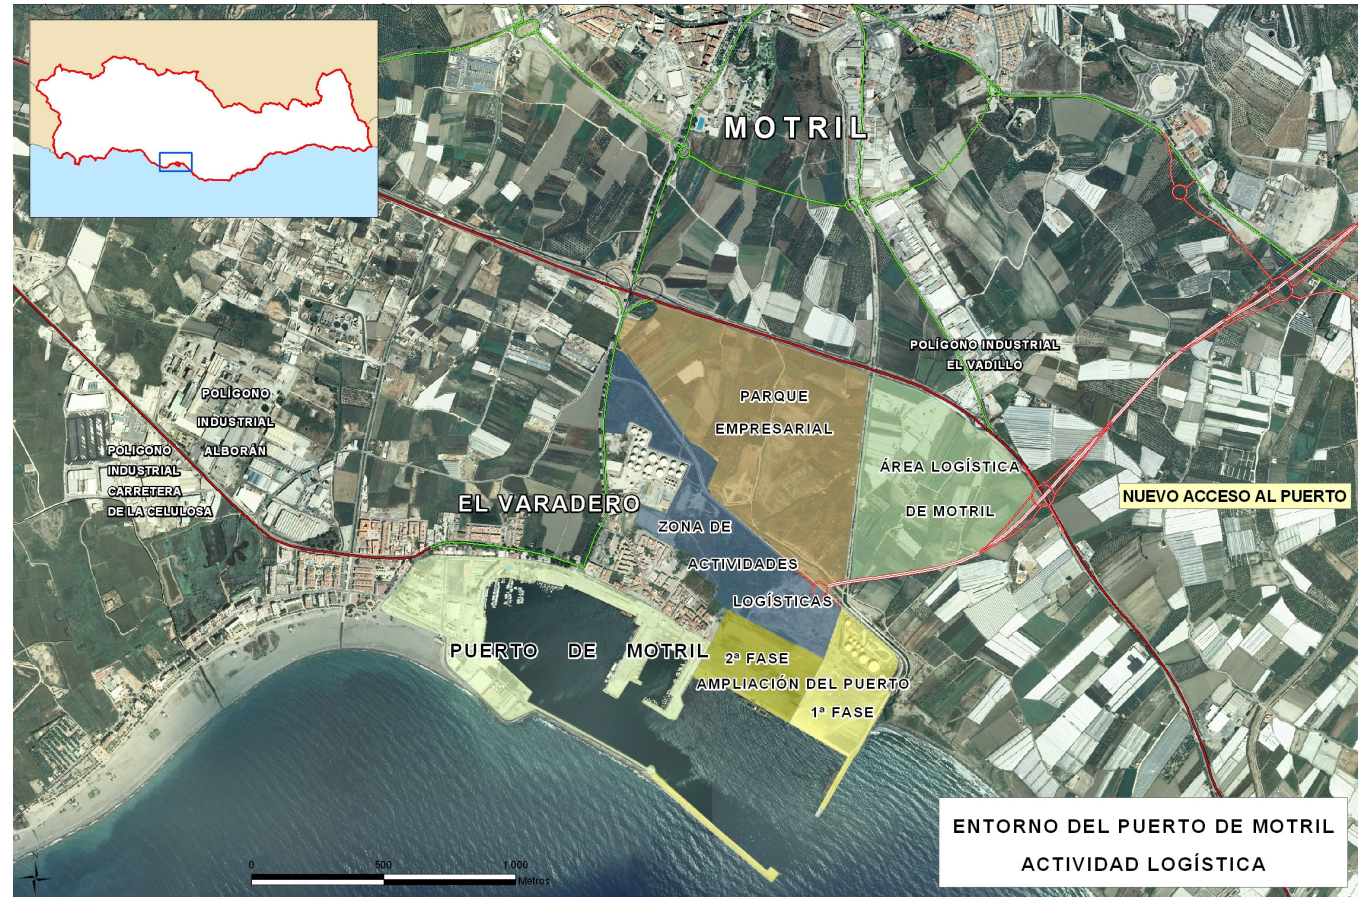 MOTRIL
POLÍGONO INDUSTRIAL
EL VADILLO
PARQUE
EMPRESARIAL
POLÍGONO
INDUSTRIAL
ALBORÁN
POLIGONO
INDUSTRIAL
CARRETERA
DE LA CELULOSA
ÁREA LOGÍSTICA
DE MOTRIL
NUEVO ACCESO AL PUERTO
EL VARADERO
ZONA DE
ACTIVIDADES
LOGÍSTICAS
PUERTO DE MOTRIL
2ª FASE
AMPLIACIÓN DEL PUERTO
1ª FASE
ENTORNO DEL PUERTO DE MOTRIL
ACTIVIDAD LOGÍSTICA
0 500 1.000
Metros